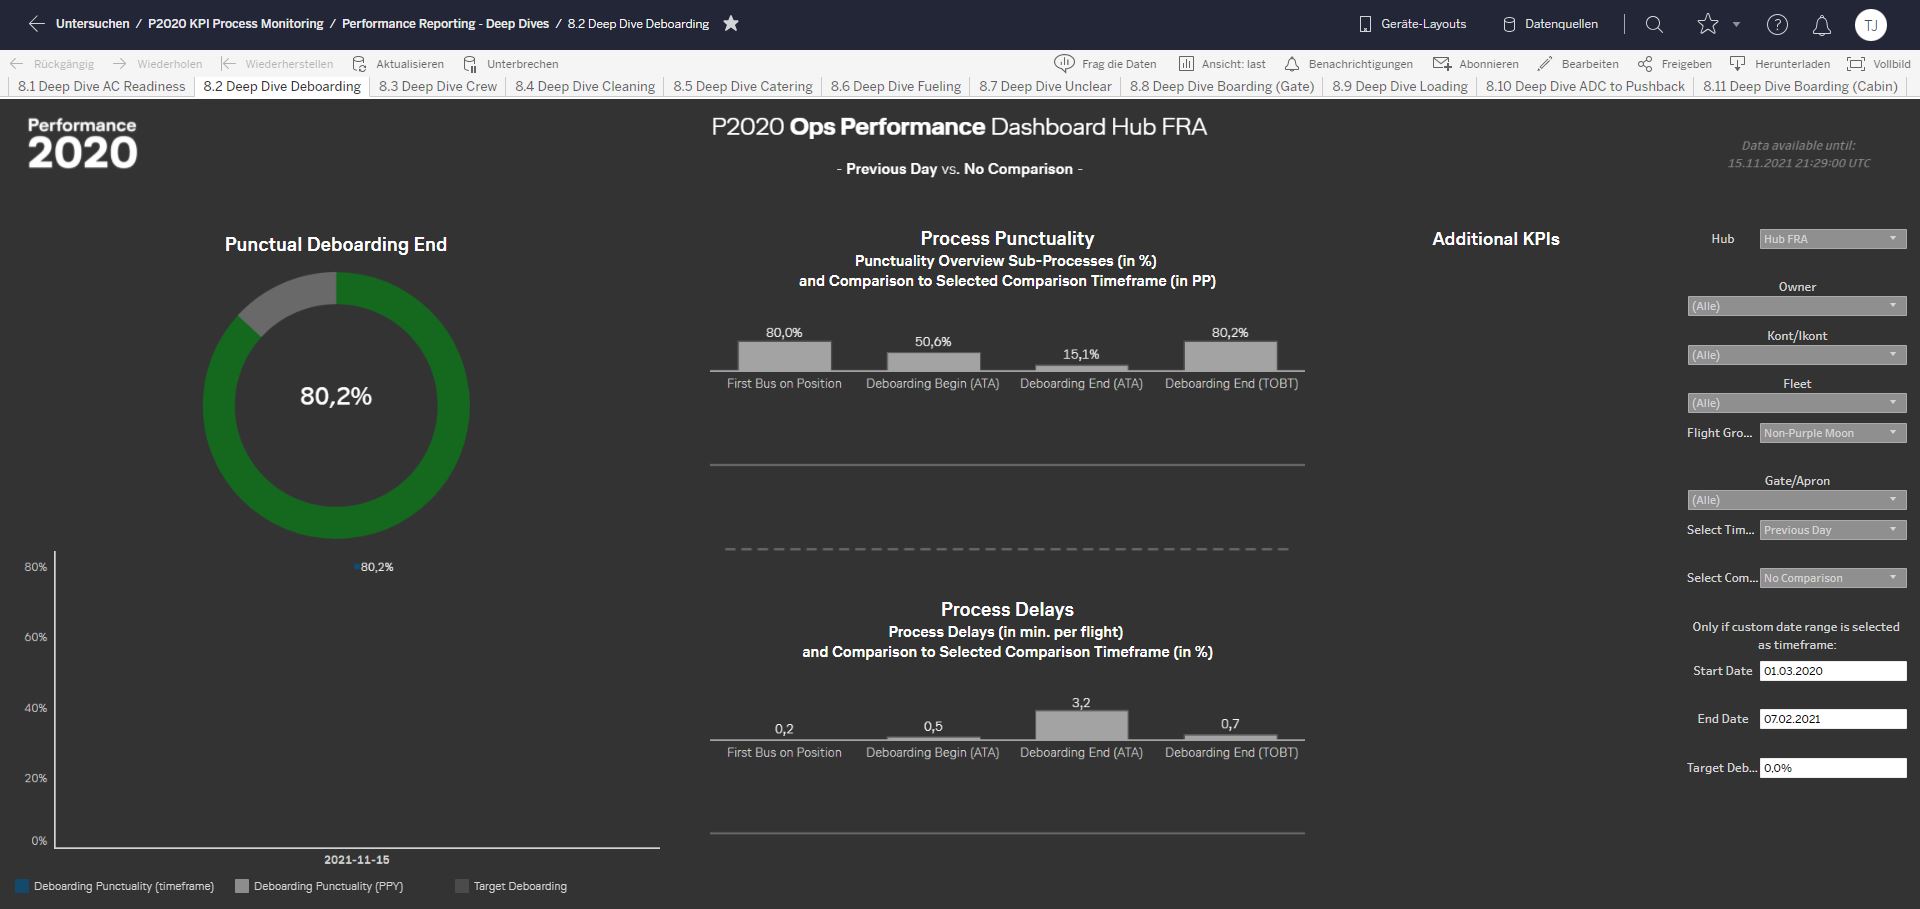 Untersuchen / P2020 KPI Process Monitoring / Performance Reporting - Deep Dives / 8.2 Deep Dive Deboarding
Geräte-Layouts
Datenquellen
TJ
Rückgängig
Wiederholen
Wiederherstellen
Aktualisieren
Unterbrechen
Frag die Daten
Ansicht: last
Benachrichtigungen
Abonnieren
Bearbeiten
Freigeben
Herunterladen
Vollbild
8.1 Deep Dive AC Readiness
8.2 Deep Dive Deboarding
8.3 Deep Dive Crew
8.4 Deep Dive Cleaning
8.5 Deep Dive Catering
8.6 Deep Dive Fueling
8.7 Deep Dive Unclear
8.8 Deep Dive Boarding (Gate)
8.9 Deep Dive Loading
8.10 Deep Dive ADC to Pushback
8.11 Deep Dive Boarding (Cabin)
Performance
2020
P2020 Ops Performance Dashboard Hub FRA
- Previous Day vs. No Comparison -
Data available until:
15.11.2021 21:29:00 UTC
Punctual Deboarding End
80,2%
80%
80,2%
60%
40%
20%
0%
2021-11-15
Deboarding Punctuality (timeframe)
Deboarding Punctuality (PPY)
Target Deboarding
Process Punctuality
Punctuality Overview Sub-Processes (in %)
and Comparison to Selected Comparison Timeframe (in PP)
80,0%
50,6%
15,1%
80,2%
First Bus on Position
Deboarding Begin (ATA)
Deboarding End (ATA)
Deboarding End (TOBT)
Process Delays
Process Delays (in min. per flight)
and Comparison to Selected Comparison Timeframe (in %)
0,2
0,5
3,2
0,7
First Bus on Position
Deboarding Begin (ATA)
Deboarding End (ATA)
Deboarding End (TOBT)
Additional KPIs
Hub
Hub FRA
Owner
(Alle)
Kont/Ikont
(Alle)
Fleet
(Alle)
Flight Gro...
Non-Purple Moon
Gate/Apron
(Alle)
Select Tim...
Previous Day
Select Com...
No Comparison
Only if custom date range is selected
as timeframe:
Start Date
01.03.2020
End Date
07.02.2021
Target Deb...
0,0%